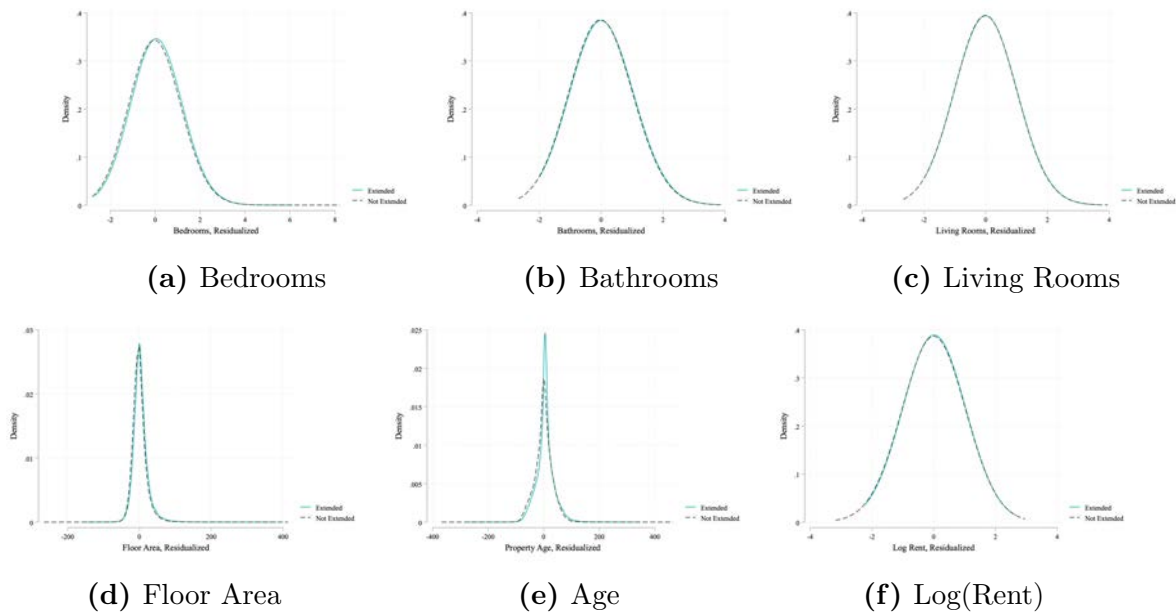 .4
.3
.2
.1
0
Density
-2
0
2
4
6
8
Bedrooms, Residualized
Extended
Not Extended
(a) Bedrooms
.4
.3
.2
.1
0
Density
-4
-2
0
2
4
Bathrooms, Residualized
Extended
Not Extended
(b) Bathrooms
.4
.3
.2
.1
0
Density
-4
-2
0
2
4
Living Rooms, Residualized
Extended
Not Extended
(c) Living Rooms
.03
.02
.01
0
Density
-200
0
200
400
Floor Area, Residualized
Extended
Not Extended
(d) Floor Area
.025
.02
.015
.01
.005
0
Density
-400
-200
0
200
400
Property Age, Residualized
Extended
Not Extended
(e) Age
.4
.3
.2
.1
0
Density
-4
-2
0
2
4
Log Rent, Residualized
Extended
Not Extended
(f) Log(Rent)